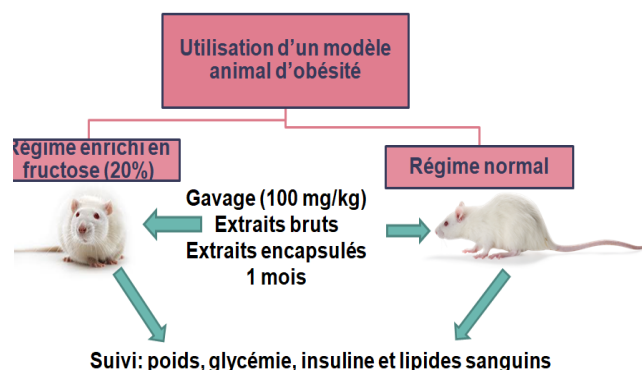 Utilisation d'un modèle
animal d'obésité
Régime enrichi en
fructose (20%)
Régime normal
Gavage (100 mg/kg)
Extraits bruts
Extraits encapsulés
1 mois
Suivi: poids, glycémie, insuline et lipides sanguins